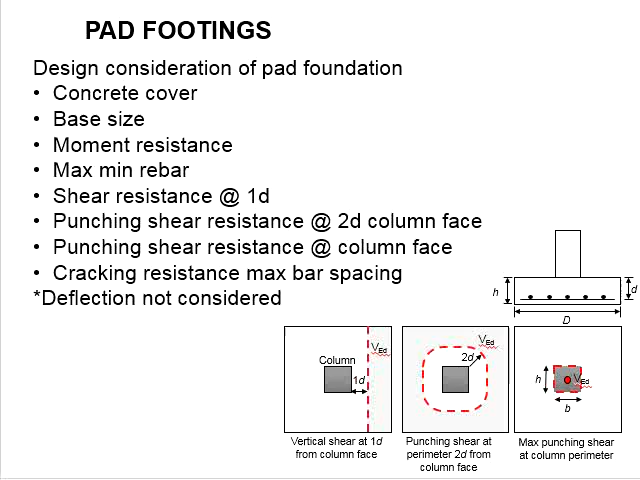 PAD FOOTINGS
Design consideration of pad foundation
• Concrete cover
• Base size
• Moment resistance
• Max min rebar
• Shear resistance @ 1d
• Punching shear resistance @ 2d column face
• Punching shear resistance @ column face
• Cracking resistance max bar spacing
*Deflection not considered
h
d
D
VEd
Column
1d
Vertical shear at 1d
from column face
VEd
2d
Punching shear at
perimeter 2d from
column face
h
VEd
b
Max punching shear
at column perimeter